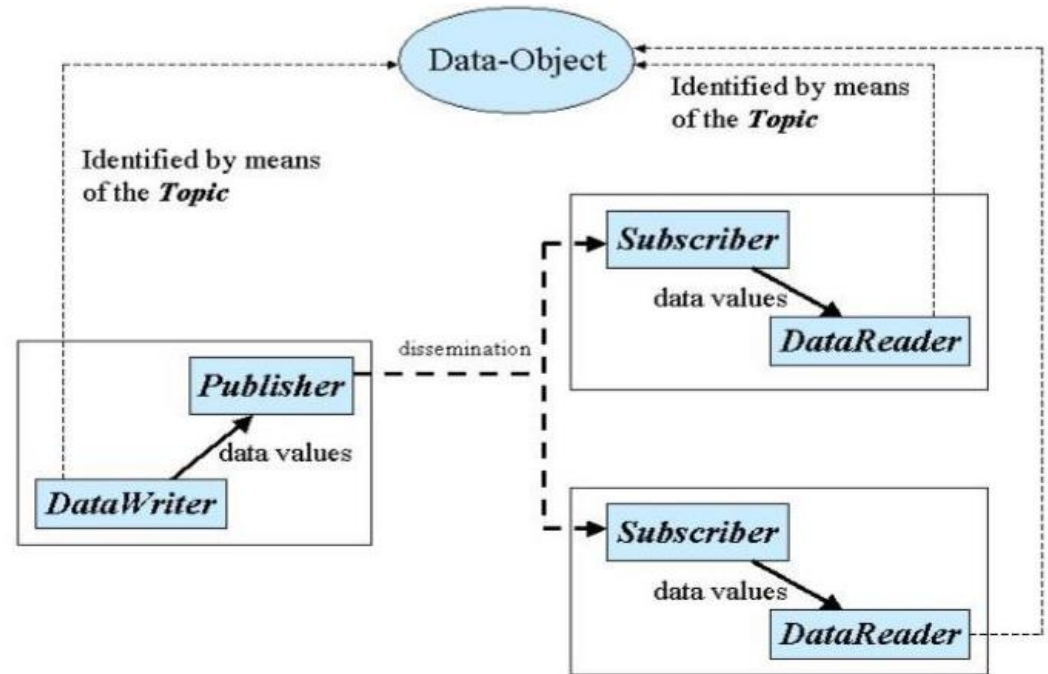 Data-Object
Identified by means
of the Topic
Identified by means
of the Topic
Subscriber
data values
DataReader
dissemination
Publisher
data values
DataWriter
Subscriber
data values
DataReader